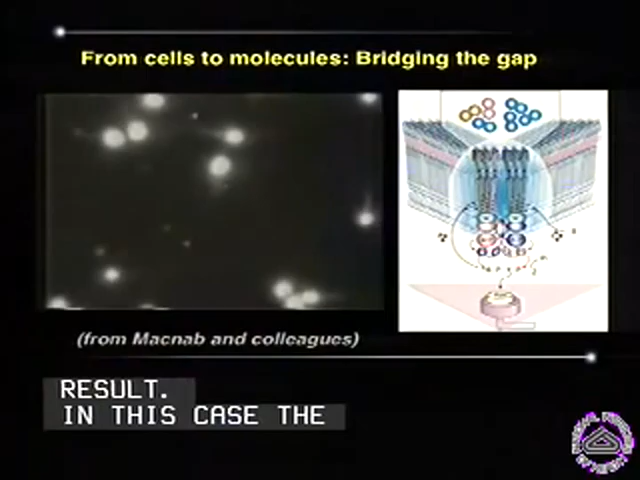 From cells to molecules: Bridging the gap
(from Macnab and colleagues)
RESULT.
IN THIS CASE THE